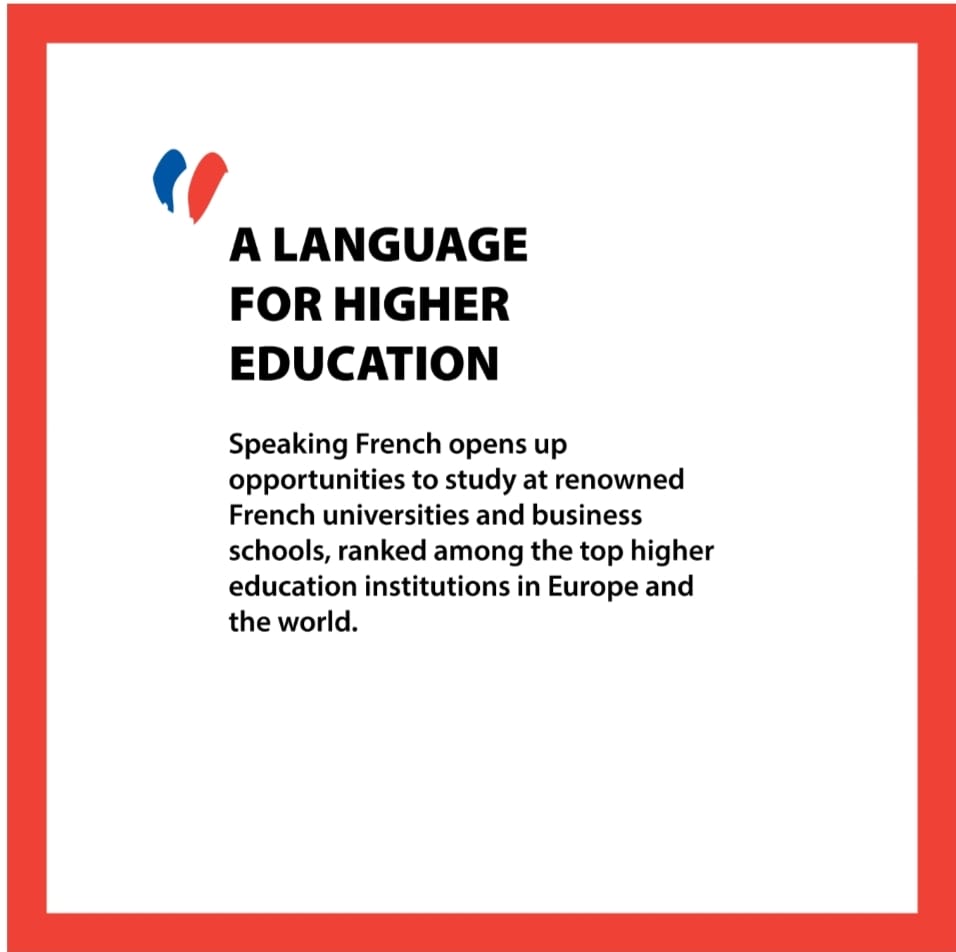 A LANGUAGE
FOR HIGHER
EDUCATION
Speaking French opens up
opportunities to study at renowned
French universities and business
schools, ranked among the top higher
education institutions in Europe and
the world.